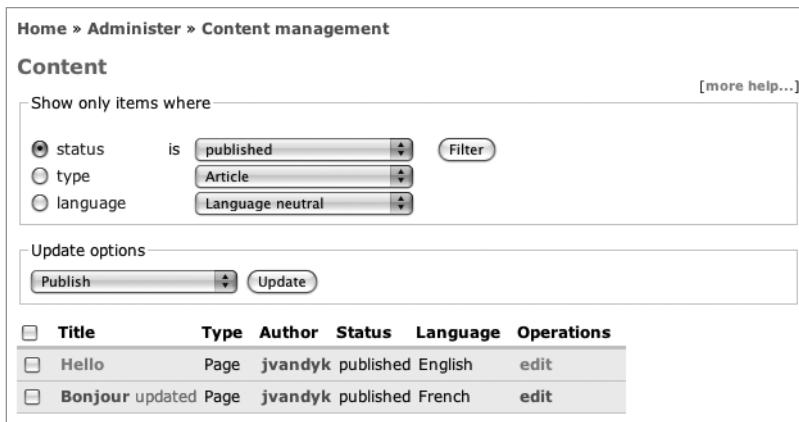 Home » Administer » Content management
Content
[more help...]
Show only items where
status is published Filter
type Article
language Language neutral
Update options
Publish Update
Title Type Author Status Language Operations
Hello Page jvandyk published English edit
Bonjour updated Page jvandyk published French edit